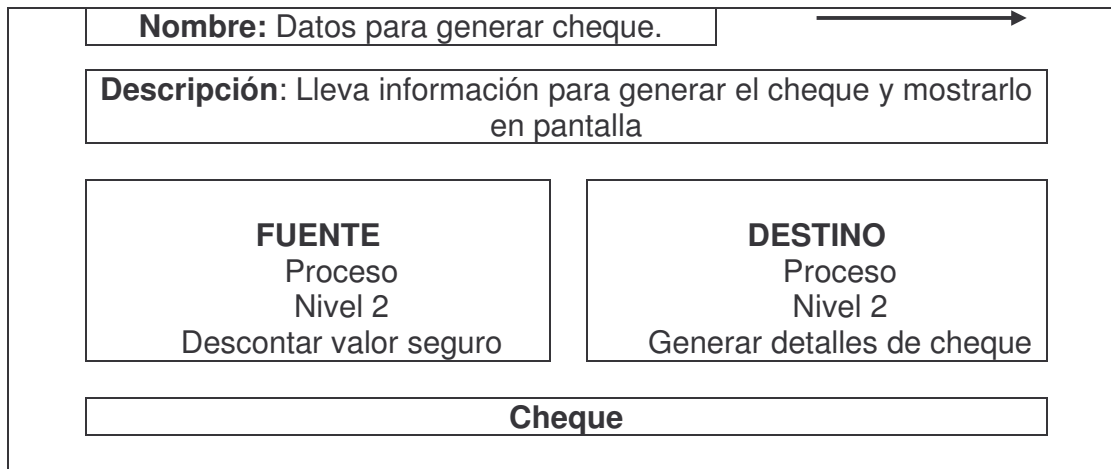 Nombre: Datos para generar cheque.
Descripción: Lleva información para generar el cheque y mostrarlo
en pantalla
FUENTE
Proceso
Nivel 2
Descontar valor seguro
DESTINO
Proceso
Nivel 2
Generar detalles de cheque
Cheque